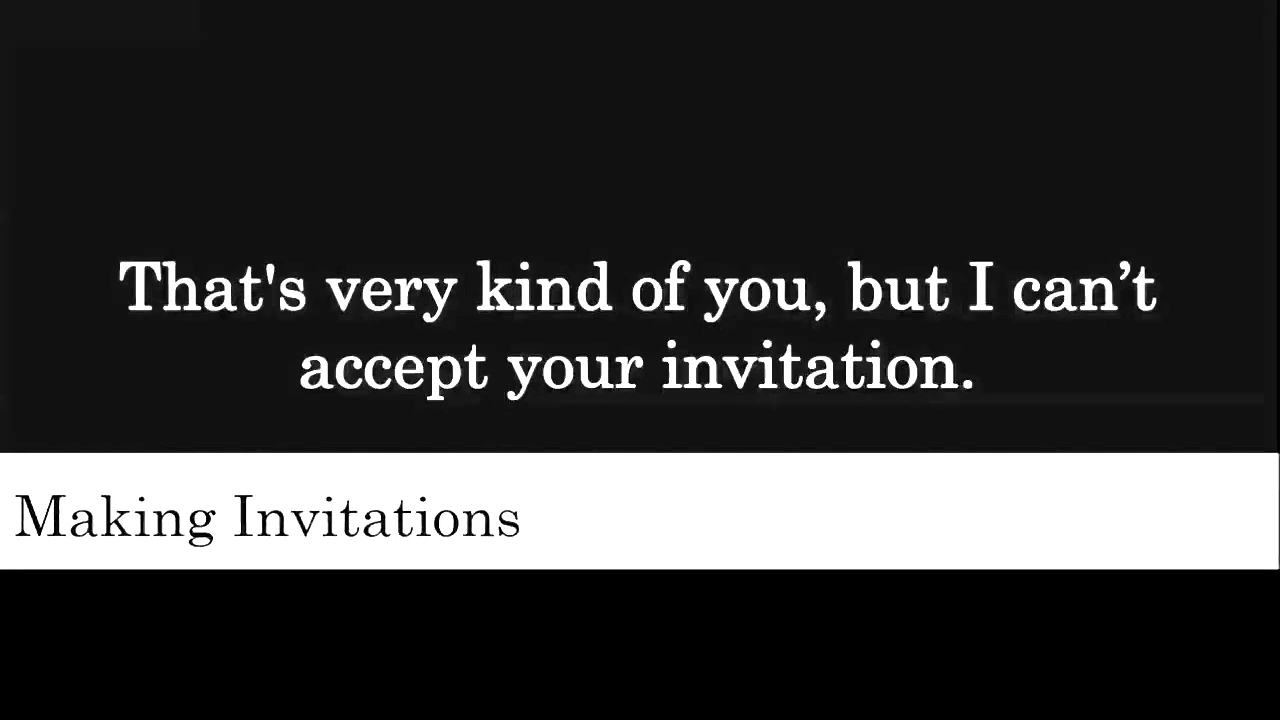 That's very kind of you, but I can’t
accept your invitation.
Making Invitations